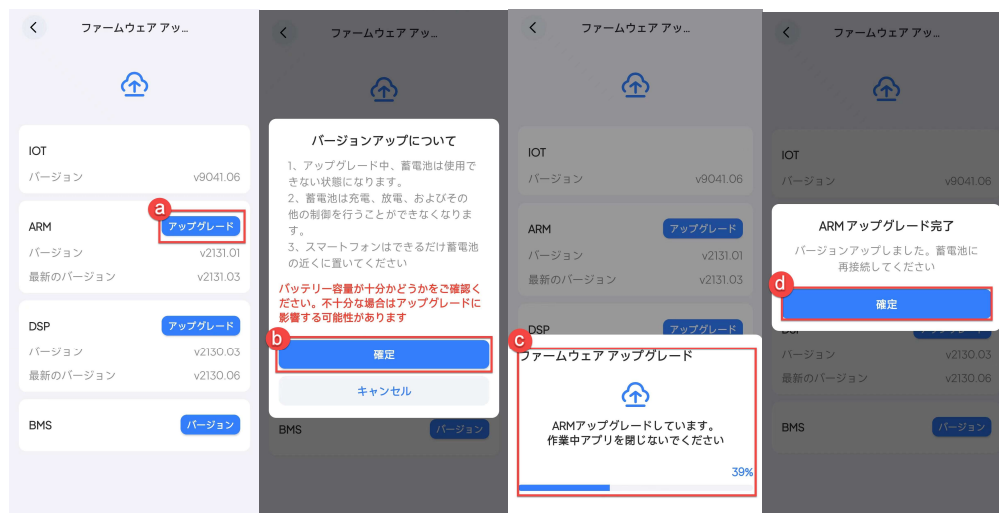 ファームウェア アッ...
IOT
バージョン v9041.06
a
ARM アップグレード
バージョン v2131.01
最新のバージョン v2131.03
DSP アップグレード
バージョン v2130.03
最新のバージョン v2130.06
BMS バージョン
ファームウェア アッ...
バージョンアップについて
1、アップグレード中、蓄電池は使用で
きない状態になります。
2、蓄電池は充電、放電、およびその
他の制御を行うことができなくなりま
す。
3、スマートフォンはできるだけ蓄電池
の近くに置いてください
バッテリー容量が十分かどうかをご確認く
ださい。不十分な場合はアップグレードに
影響する可能性があります
b
確定
キャンセル
BMS バージョン
ファームウェア アッ...
IOT
バージョン v9041.06
ARM アップグレード
バージョン v2131.01
最新のバージョン v2131.03
DSP アップグレード
c
ファームウェア アップグレード
ARMアップグレードしています。
作業中アプリを閉じないでください
39%
ファームウェア アッ...
IOT
バージョン v9041.06
ARM アップグレード完了
バージョンアップしました。蓄電池に
再接続してください
d
確定
バージョン v2130.03
最新のバージョン v2130.06
BMS バージョン